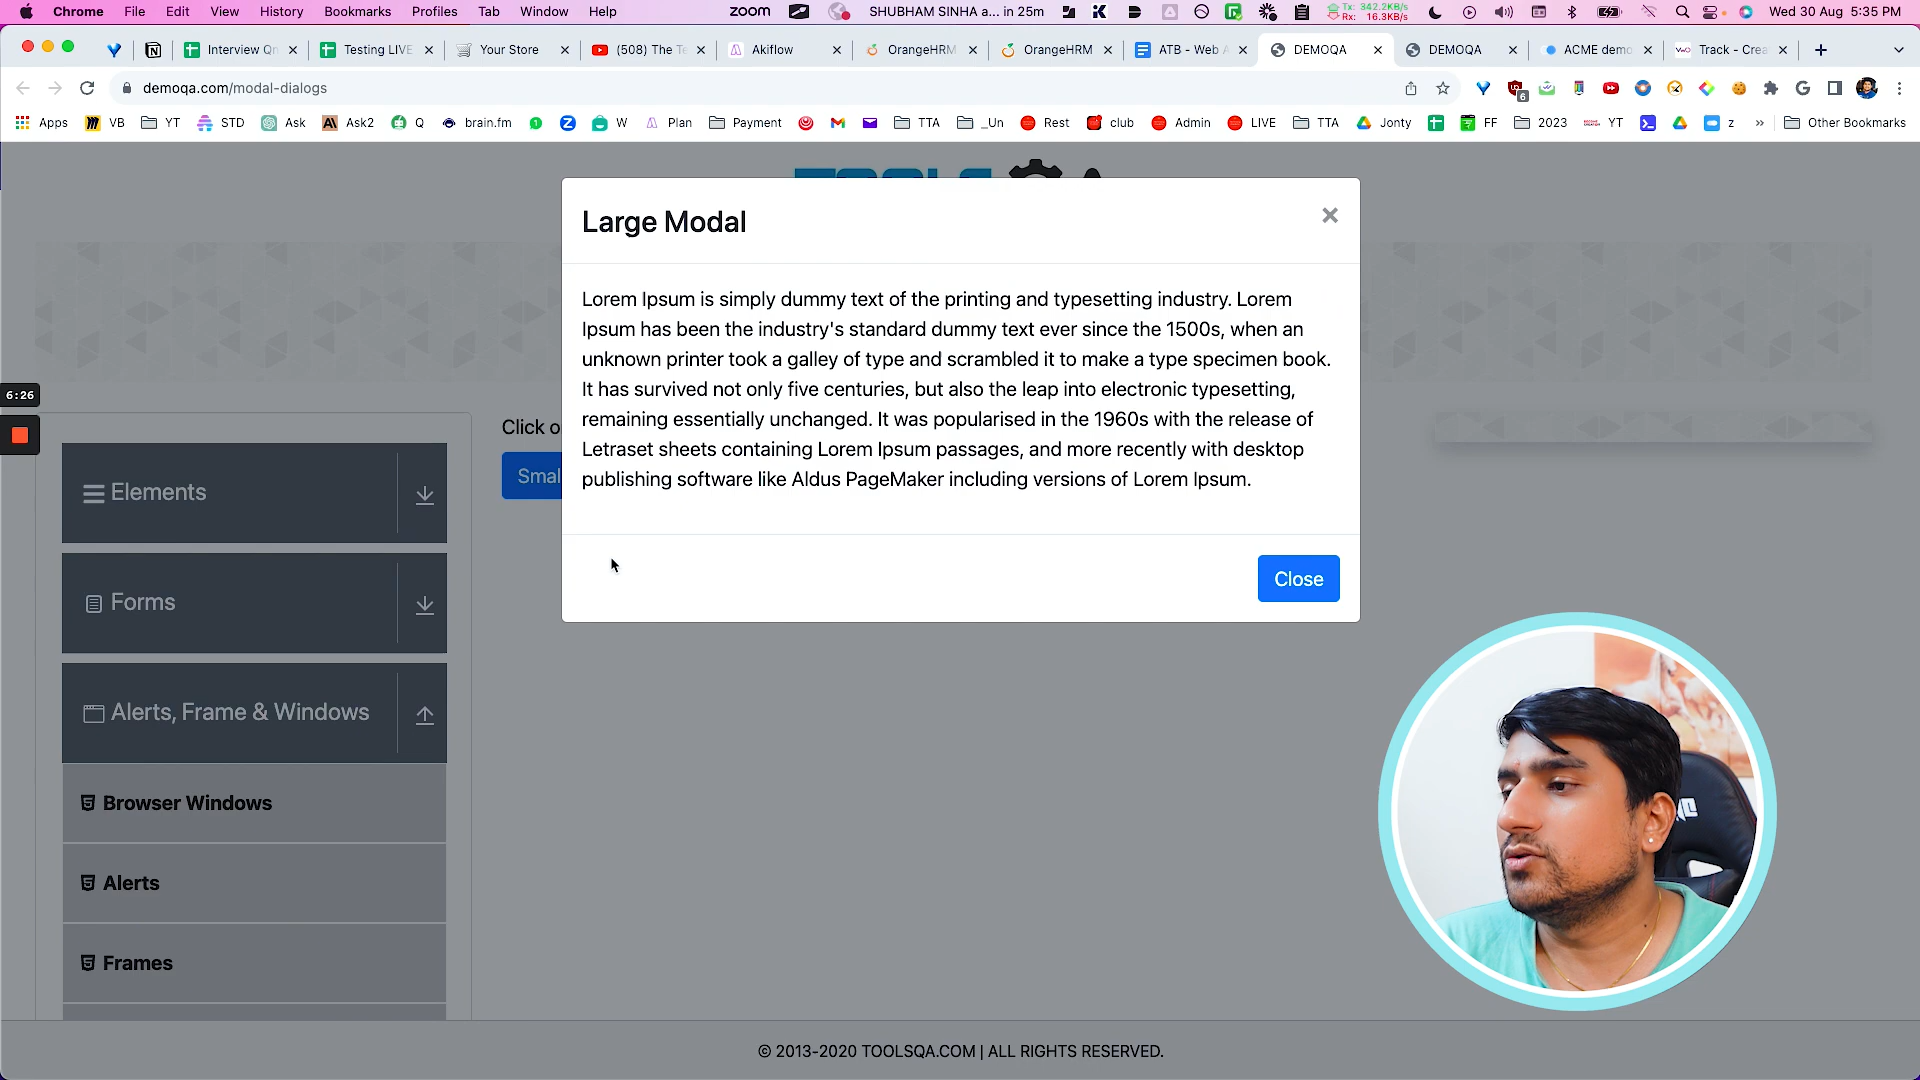 Chrome File Edit View History Bookmarks Profiles Tab Window Help zoom SHUBHAM SINHA a... in 25m Tx: 342.2KB/s Rx: 16.3KB/s Wed 30 Aug 5:35 PM
Interview Qn Testing LIVE Your Store (508) The Te Akiflow OrangeHRM OrangeHRM ATB - Web A DEMOQA DEMOQA ACME demo Track - Crea
demoqa.com/modal-dialogs
6
Apps VB YT STD Ask Ask2 Q brain.fm W Plan Payment TTA _Un Rest club Admin LIVE TTA Jonty FF 2023 YT z » Other Bookmarks
Large Modal
×
Lorem Ipsum is simply dummy text of the printing and typesetting industry. Lorem
Ipsum has been the industry's standard dummy text ever since the 1500s, when an
unknown printer took a galley of type and scrambled it to make a type specimen book.
It has survived not only five centuries, but also the leap into electronic typesetting,
remaining essentially unchanged. It was popularised in the 1960s with the release of
Letraset sheets containing Lorem Ipsum passages, and more recently with desktop
publishing software like Aldus PageMaker including versions of Lorem Ipsum.
Close
6:26
Click o
Smal
Elements
Forms
Alerts, Frame & Windows
Browser Windows
Alerts
Frames
© 2013-2020 TOOLSQA.COM | ALL RIGHTS RESERVED.